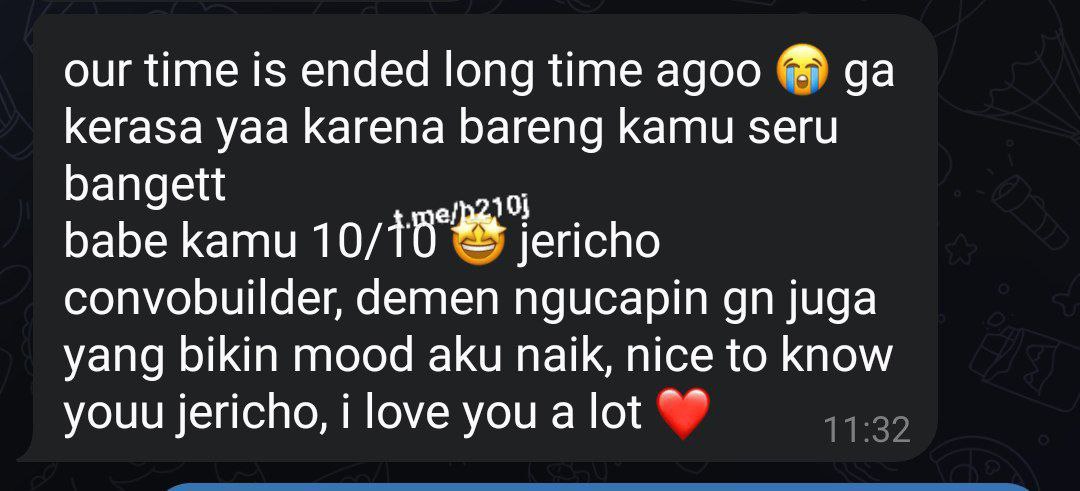 our time is ended long time agoo 😭 ga
kerasa yaa karena bareng kamu seru
bangett
t.me/h210j
babe kamu 10/10 🤩 jericho
convobuilder, demen ngucapin gn juga
yang bikin mood aku naik, nice to know
youu jericho, i love you a lot ❤️
11:32